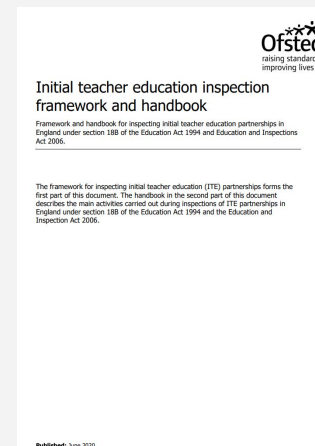 Ofsted
raising standards
improving lives
Initial teacher education inspection
framework and handbook
Framework and handbook for inspecting initial teacher education partnerships in
England under section 18B of the Education Act 1994 and Education and Inspections
Act 2006.
The framework for inspecting initial teacher education (ITE) partnerships forms the
first part of this document. The handbook in the second part of this document
describes the main activities carried out during inspections of ITE partnerships in
England under section 18B of the Education Act 1994 and the Education and
Inspection Act 2006.
Published: June 2020